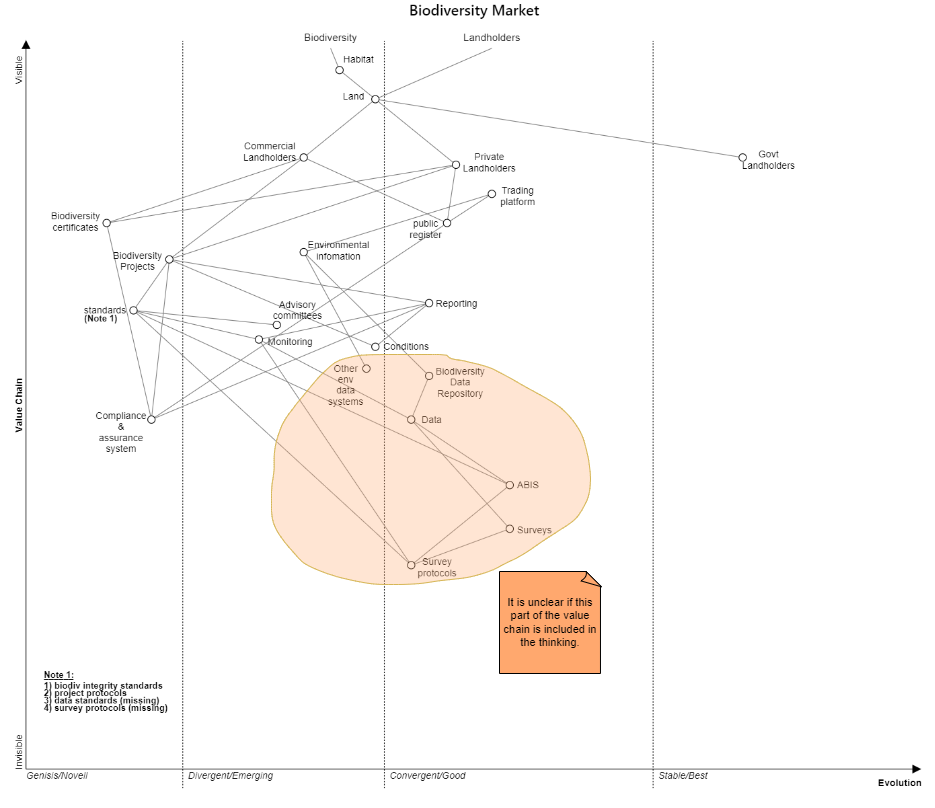 Biodiversity Market
Biodiversity
Landholders
Visible
Habitat
Land
Commercial
Landholders
Private
Landholders
Govt
Landholders
Trading
platform
Biodiversity
certificates
public
register
Environmental
infomation
Biodiversity
Projects
standards
(Note 1)
Advisory
committees
Reporting
Monitoring
Conditions
Other
env
data
systems
Biodiversity
Data
Repository
Value Chain
Compliance
&
assurance
system
Data
ABIS
Surveys
Survey
protocols
It is unclear if this
part of the value
chain is included in
the thinking.
Note 1:
1) biodiv integrity standards
2) project protocols
3) data standards (missing)
4) survey protocols (missing)
Invisible
Genisis/Novell
Divergent/Emerging
Convergent/Good
Stable/Best
Evolution